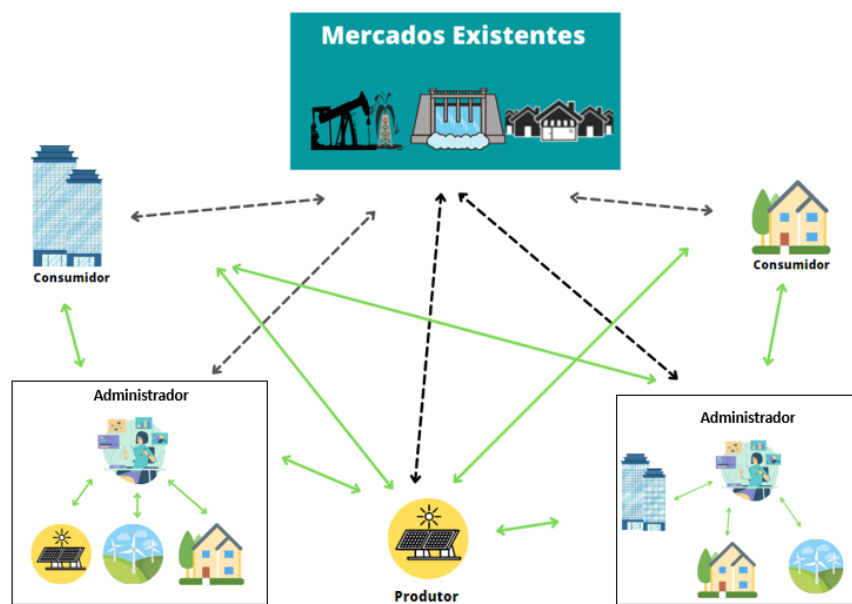 Mercados Existentes
Consumidor
Consumidor
Administrador
Administrador
Produtor